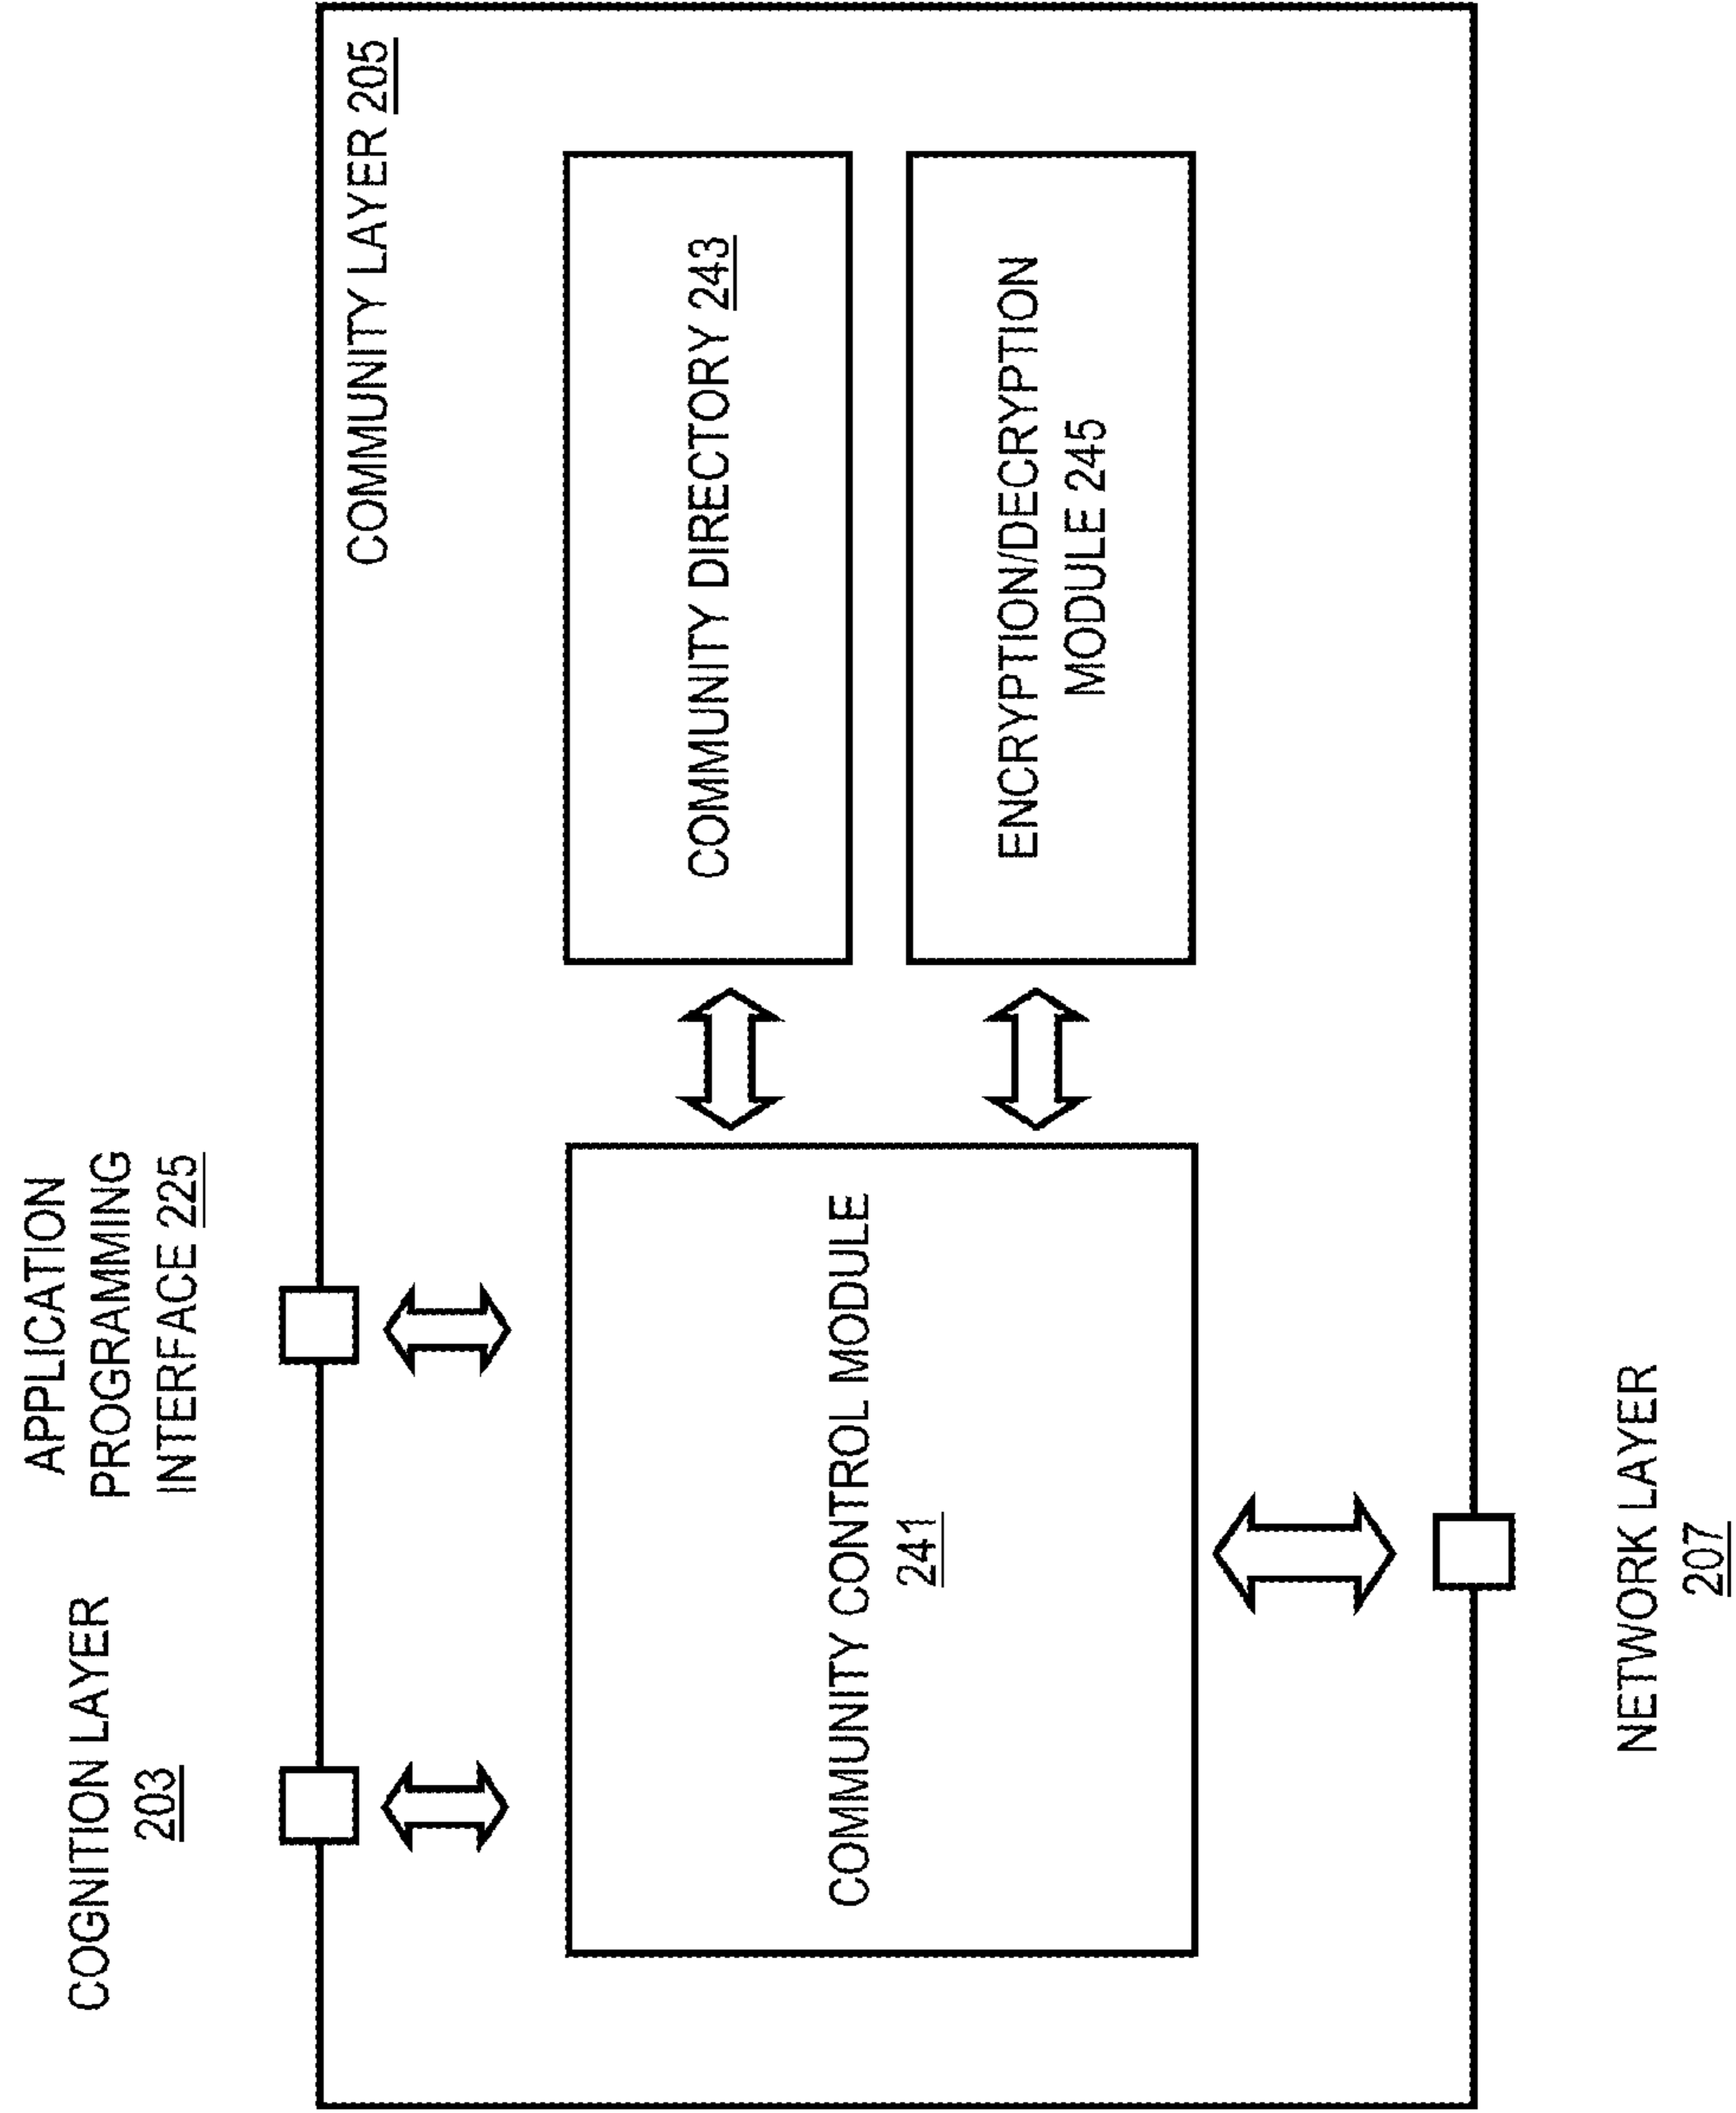 COGNITION LAYER
203
APPLICATION
PROGRAMMING
INTERFACE 225
COMMUNITY LAYER 205
COMMUNITY CONTROL MODULE
241
COMMUNITY DIRECTORY 243
ENCRYPTION/DECRYPTION
MODULE 245
NETWORK LAYER
207